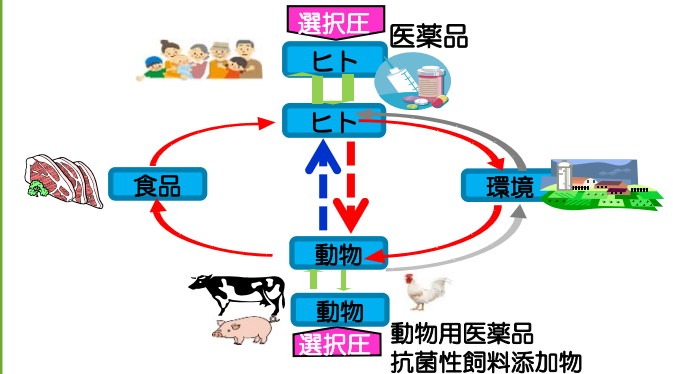 選択圧
医薬品
ヒト
ヒト
食品
環境
動物
動物
選択圧
動物用医薬品
抗菌性飼料添加物